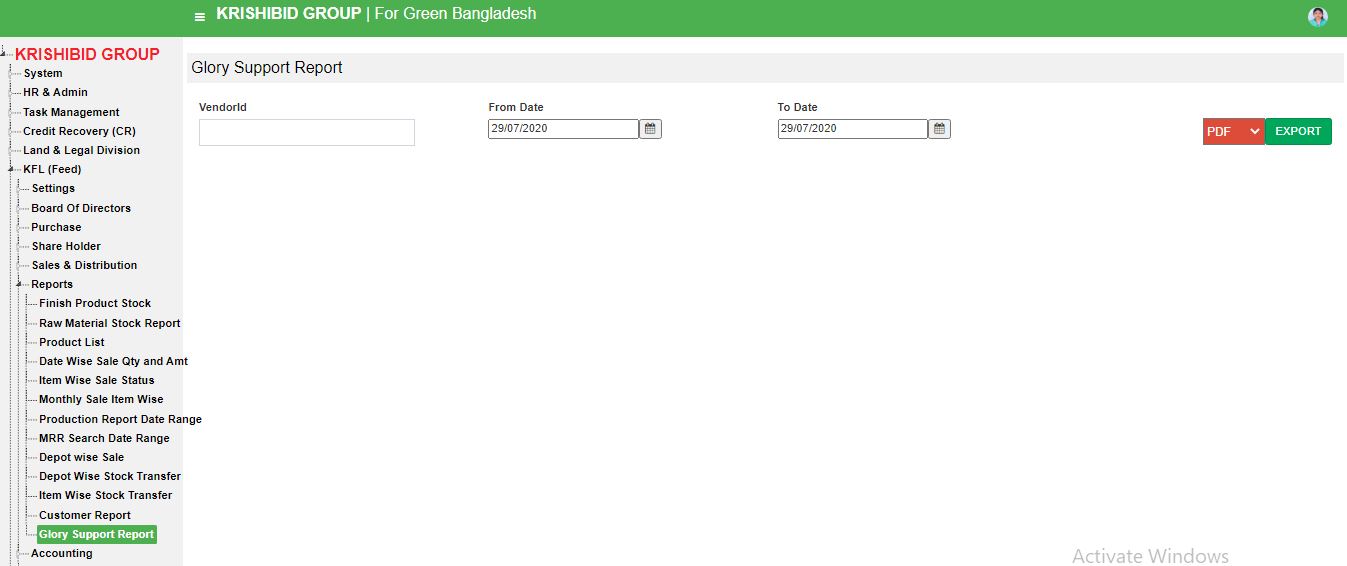 KRISHIBID GROUP | For Green Bangladesh
KRISHIBID GROUP
System
HR & Admin
Task Management
Credit Recovery (CR)
Land & Legal Division
KFL (Feed)
Settings
Board Of Directors
Purchase
Share Holder
Sales & Distribution
Reports
Finish Product Stock
Raw Material Stock Report
Product List
Date Wise Sale Qty and Amt
Item Wise Sale Status
Monthly Sale Item Wise
Production Report Date Range
MRR Search Date Range
Depot wise Sale
Depot Wise Stock Transfer
Item Wise Stock Transfer
Customer Report
Glory Support Report
Accounting
Glory Support Report
VendorId From Date To Date
29/07/2020 29/07/2020 PDF EXPORT
Activate Windows